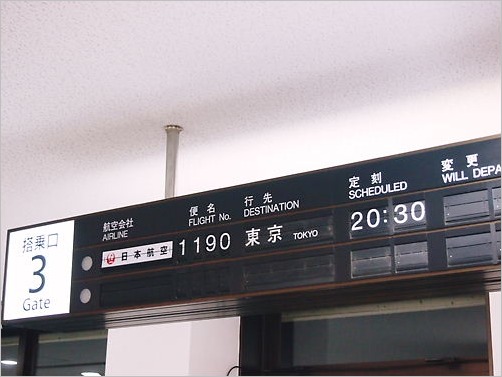 搭乗口
3
Gate
航空会社
AIRLINE
便名
FLIGHT No.
行先
DESTINATION
定刻
SCHEDULED
変更
WILL DEPA
日本航空
1190
東京 TOKYO
20:30